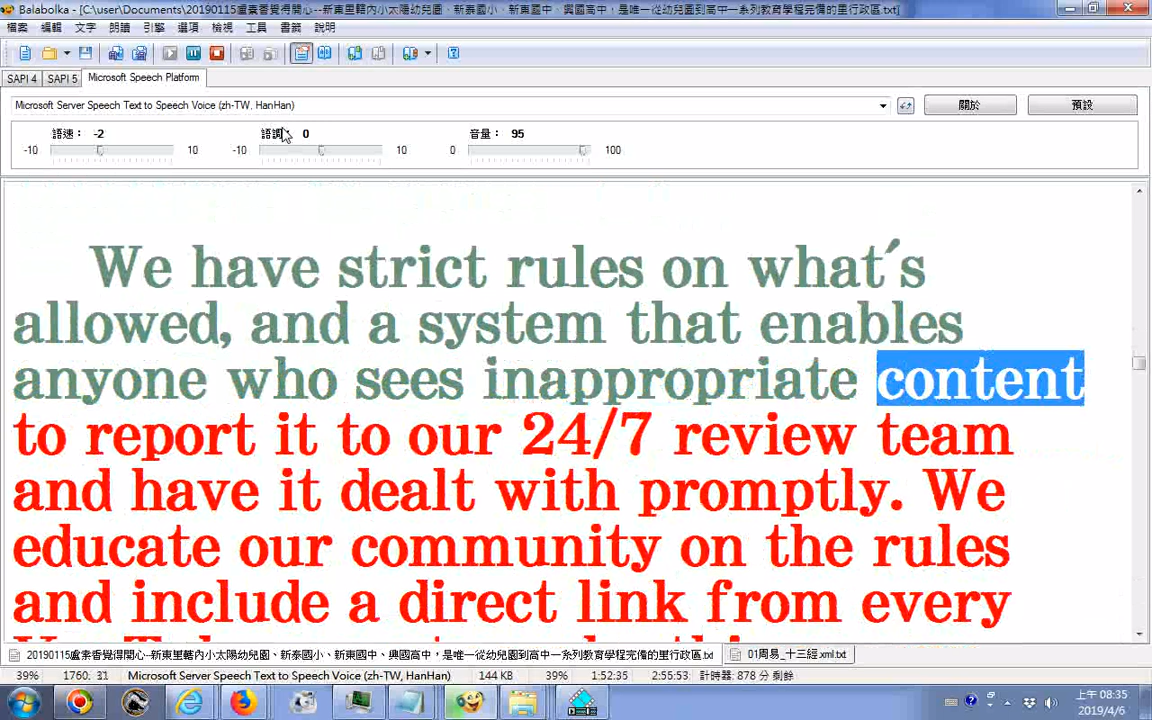 Balabolka - [C:\user\Documents\20190115盧素香覺得開心--新東里轄內小太陽幼兒園、新泰國小、新東國中、興國高中，是唯一從幼兒園到高中一系列教育學程完備的里行政區.txt]
檔案 編輯 文字 朗讀 引擎 選項 檢視 工具 書籤 說明
SAPI 4 SAPI 5 Microsoft Speech Platform
Microsoft Server Speech Text to Speech Voice (zh-TW, HanHan) 關於 預設
語速： -2 語調： 0 音量： 95
-10 10 -10 10 0 100
We have strict rules on what's
allowed, and a system that enables
anyone who sees inappropriate content
to report it to our 24/7 review team
and have it dealt with promptly. We
educate our community on the rules
and include a direct link from every
20190115盧素香覺得開心--新東里轄內小太陽幼兒園、新泰國小、新東國中、興國高中，是唯一從幼兒園到高中一系列教育學程完備的里行政區.txt 01周易_十三經.xml.txt
39% 1760: 31 Microsoft Server Speech Text to Speech Voice (zh-TW, HanHan) 144 KB 39% 1:52:35 2:55:53 計時器: 878 分 剩餘
上午 08:35
2019/4/6